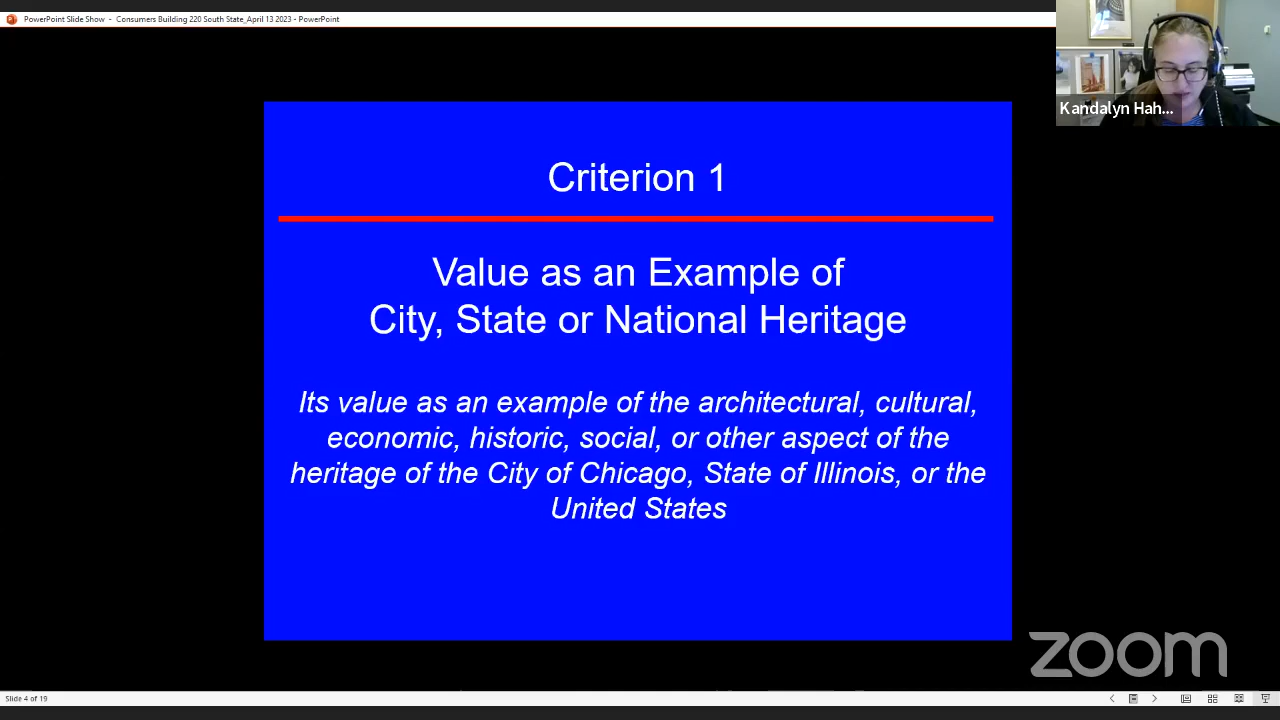 PowerPoint Slide Show - Consumers Building 220 South State_April 13 2023 - PowerPoint
Kandalyn Hah...
Criterion 1
Value as an Example of
City, State or National Heritage
Its value as an example of the architectural, cultural,
economic, historic, social, or other aspect of the
heritage of the City of Chicago, State of Illinois, or the
United States
zoom
Slide 4 of 19